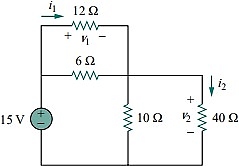 i₁ 12 Ω
+ v₁ −
6 Ω
i₂
15 V + −
10 Ω
+ v₂ − 40 Ω